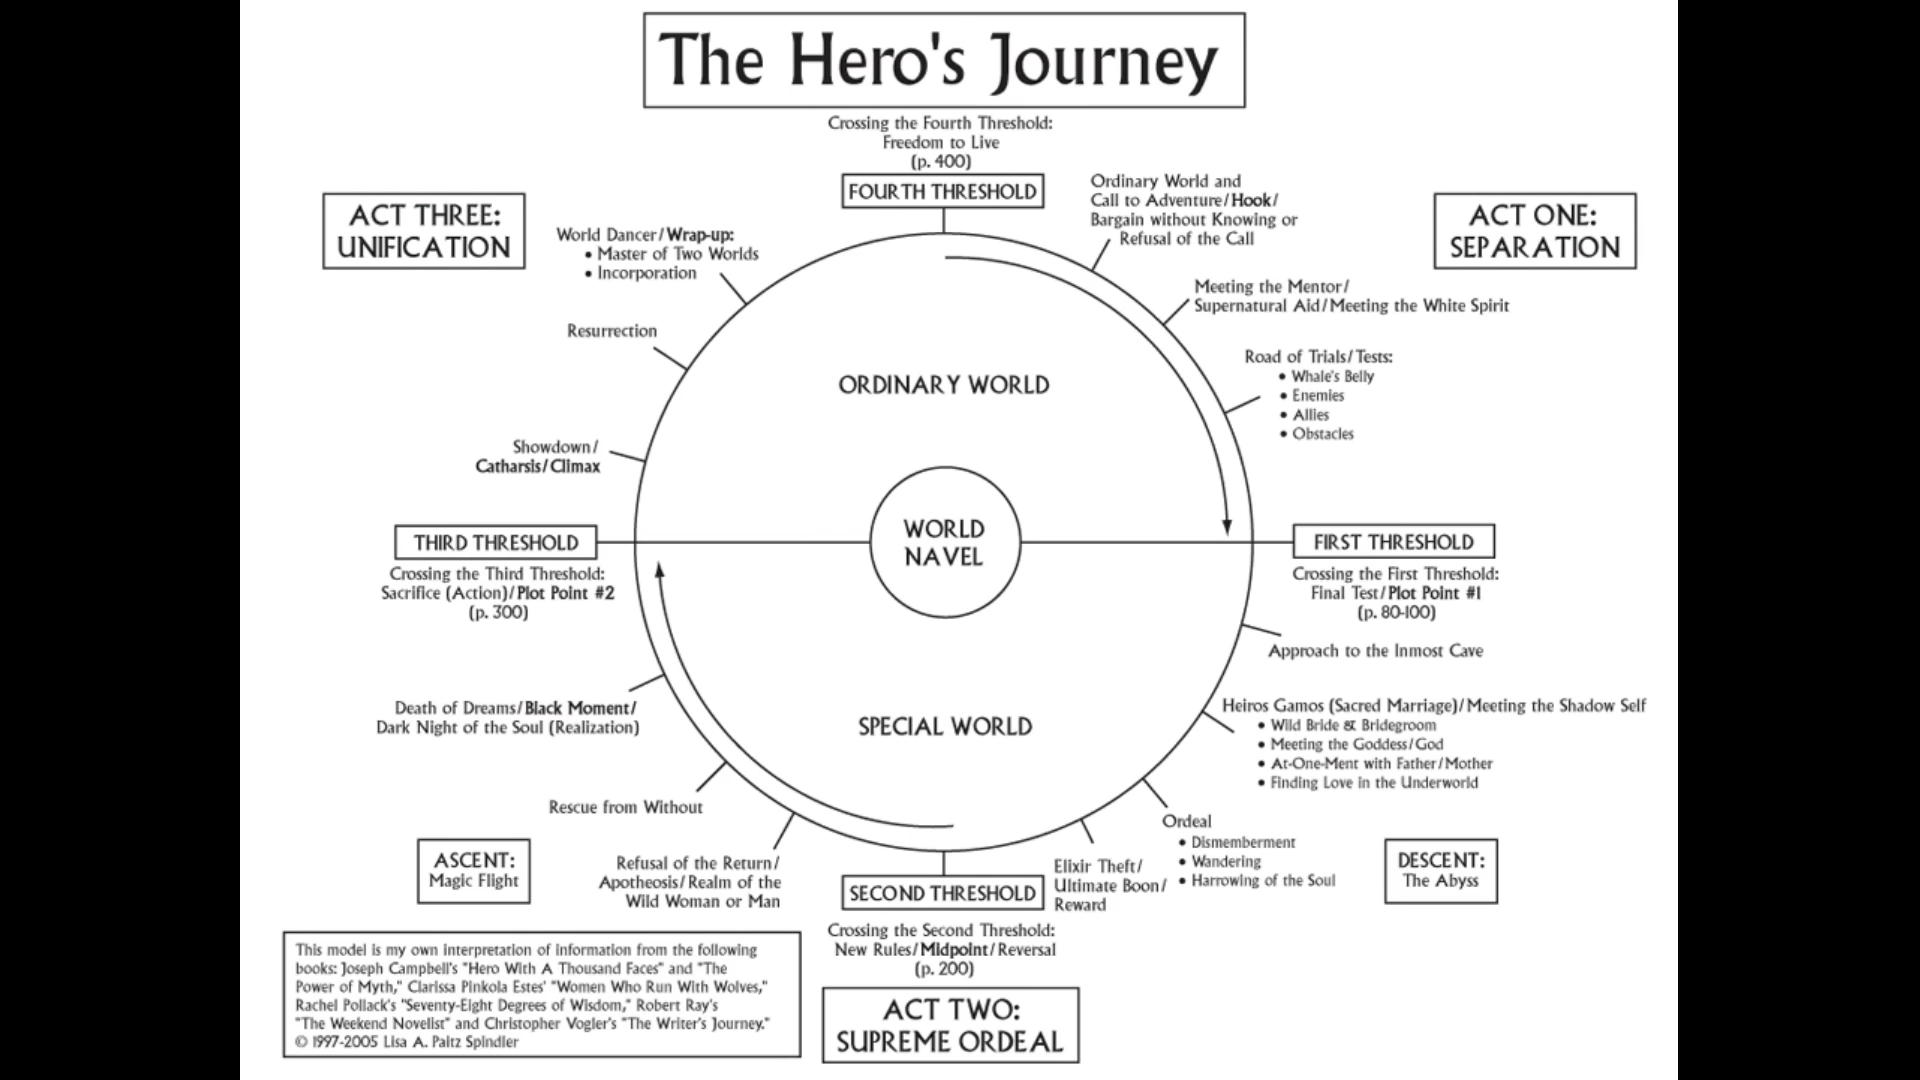 The Hero's Journey
Crossing the Fourth Threshold:
Freedom to Live
(p. 400)
FOURTH THRESHOLD
Ordinary World and
Call to Adventure/Hook/
Bargain without Knowing or
Refusal of the Call
ACT ONE:
SEPARATION
Meeting the Mentor/
Supernatural Aid/Meeting the White Spirit
Road of Trials/Tests:
• Whale's Belly
• Enemies
• Allies
• Obstacles
FIRST THRESHOLD
Crossing the First Threshold:
Final Test/Plot Point #1
(p. 80-100)
Approach to the Inmost Cave
Heiros Gamos (Sacred Marriage)/Meeting the Shadow Self
• Wild Bride & Bridegroom
• Meeting the Goddess/God
• At-One-Ment with Father/Mother
• Finding Love in the Underworld
Ordeal
• Dismemberment
• Wandering
• Harrowing of the Soul
DESCENT:
The Abyss
Elixir Theft/
Ultimate Boon/
Reward
SECOND THRESHOLD
Crossing the Second Threshold:
New Rules/Midpoint/Reversal
(p. 200)
ACT TWO:
SUPREME ORDEAL
Refusal of the Return/
Apotheosis/Realm of the
Wild Woman or Man
ASCENT:
Magic Flight
Rescue from Without
Death of Dreams/Black Moment/
Dark Night of the Soul (Realization)
THIRD THRESHOLD
Crossing the Third Threshold:
Sacrifice (Action)/Plot Point #2
(p. 300)
Showdown/
Catharsis/Climax
Resurrection
World Dancer/Wrap-up:
• Master of Two Worlds
• Incorporation
ACT THREE:
UNIFICATION
ORDINARY WORLD
WORLD
NAVEL
SPECIAL WORLD
This model is my own interpretation of information from the following
books: Joseph Campbell's "Hero With A Thousand Faces" and "The
Power of Myth," Clarissa Pinkola Estes' "Women Who Run With Wolves,"
Rachel Pollack's "Seventy-Eight Degrees of Wisdom," Robert Ray's
"The Weekend Novelist" and Christopher Vogler's "The Writer's Journey."
© 1997-2005 Lisa A. Paitz Spindler